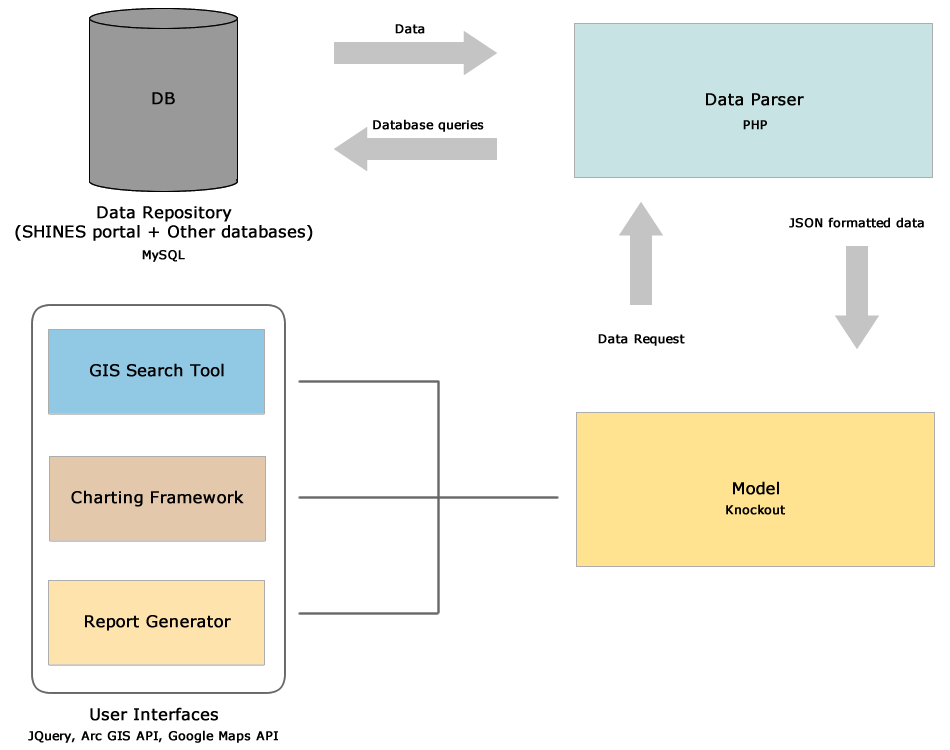 DB
Data
Database queries
Data Parser
PHP
Data Repository
(SHINES portal + Other databases)
MySQL
JSON formatted data
Data Request
GIS Search Tool
Charting Framework
Report Generator
Model
Knockout
User Interfaces
JQuery, Arc GIS API, Google Maps API